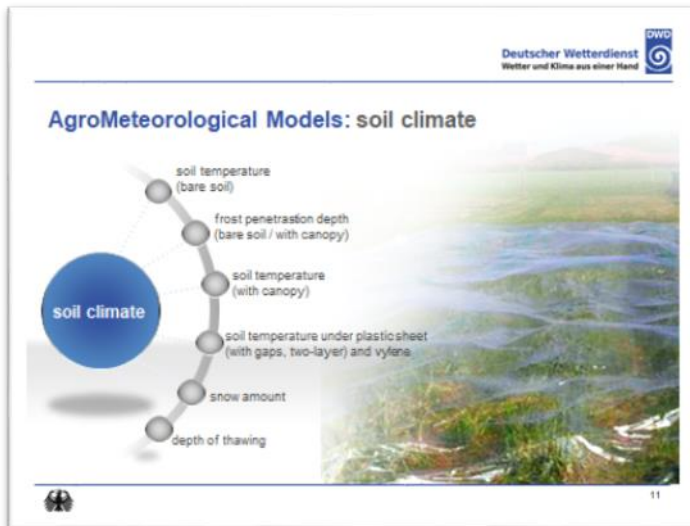 DWD
Deutscher Wetterdienst
Wetter und Klima aus einer Hand
AgroMeteorological Models: soil climate
soil temperature
(bare soil)
frost penetrastion depth
(bare soil / with canopy)
soil temperature
(with canopy)
soil climate
soil temperature under plastic sheet
(with gaps, two-layer) and vylene
snow amount
depth of thawing
11